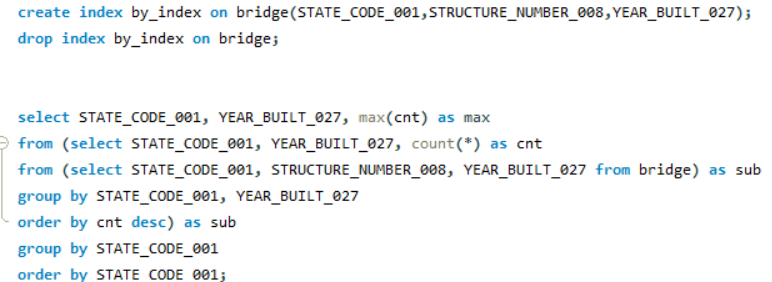 create index by_index on bridge(STATE_CODE_001,STRUCTURE_NUMBER_008,YEAR_BUILT_027);
drop index by_index on bridge;
select STATE_CODE_001, YEAR_BUILT_027, max(cnt) as max
from (select STATE_CODE_001, YEAR_BUILT_027, count(*) as cnt
from (select STATE_CODE_001, STRUCTURE_NUMBER_008, YEAR_BUILT_027 from bridge) as sub
group by STATE_CODE_001, YEAR_BUILT_027
order by cnt desc) as sub
group by STATE_CODE_001
order by STATE_CODE_001;